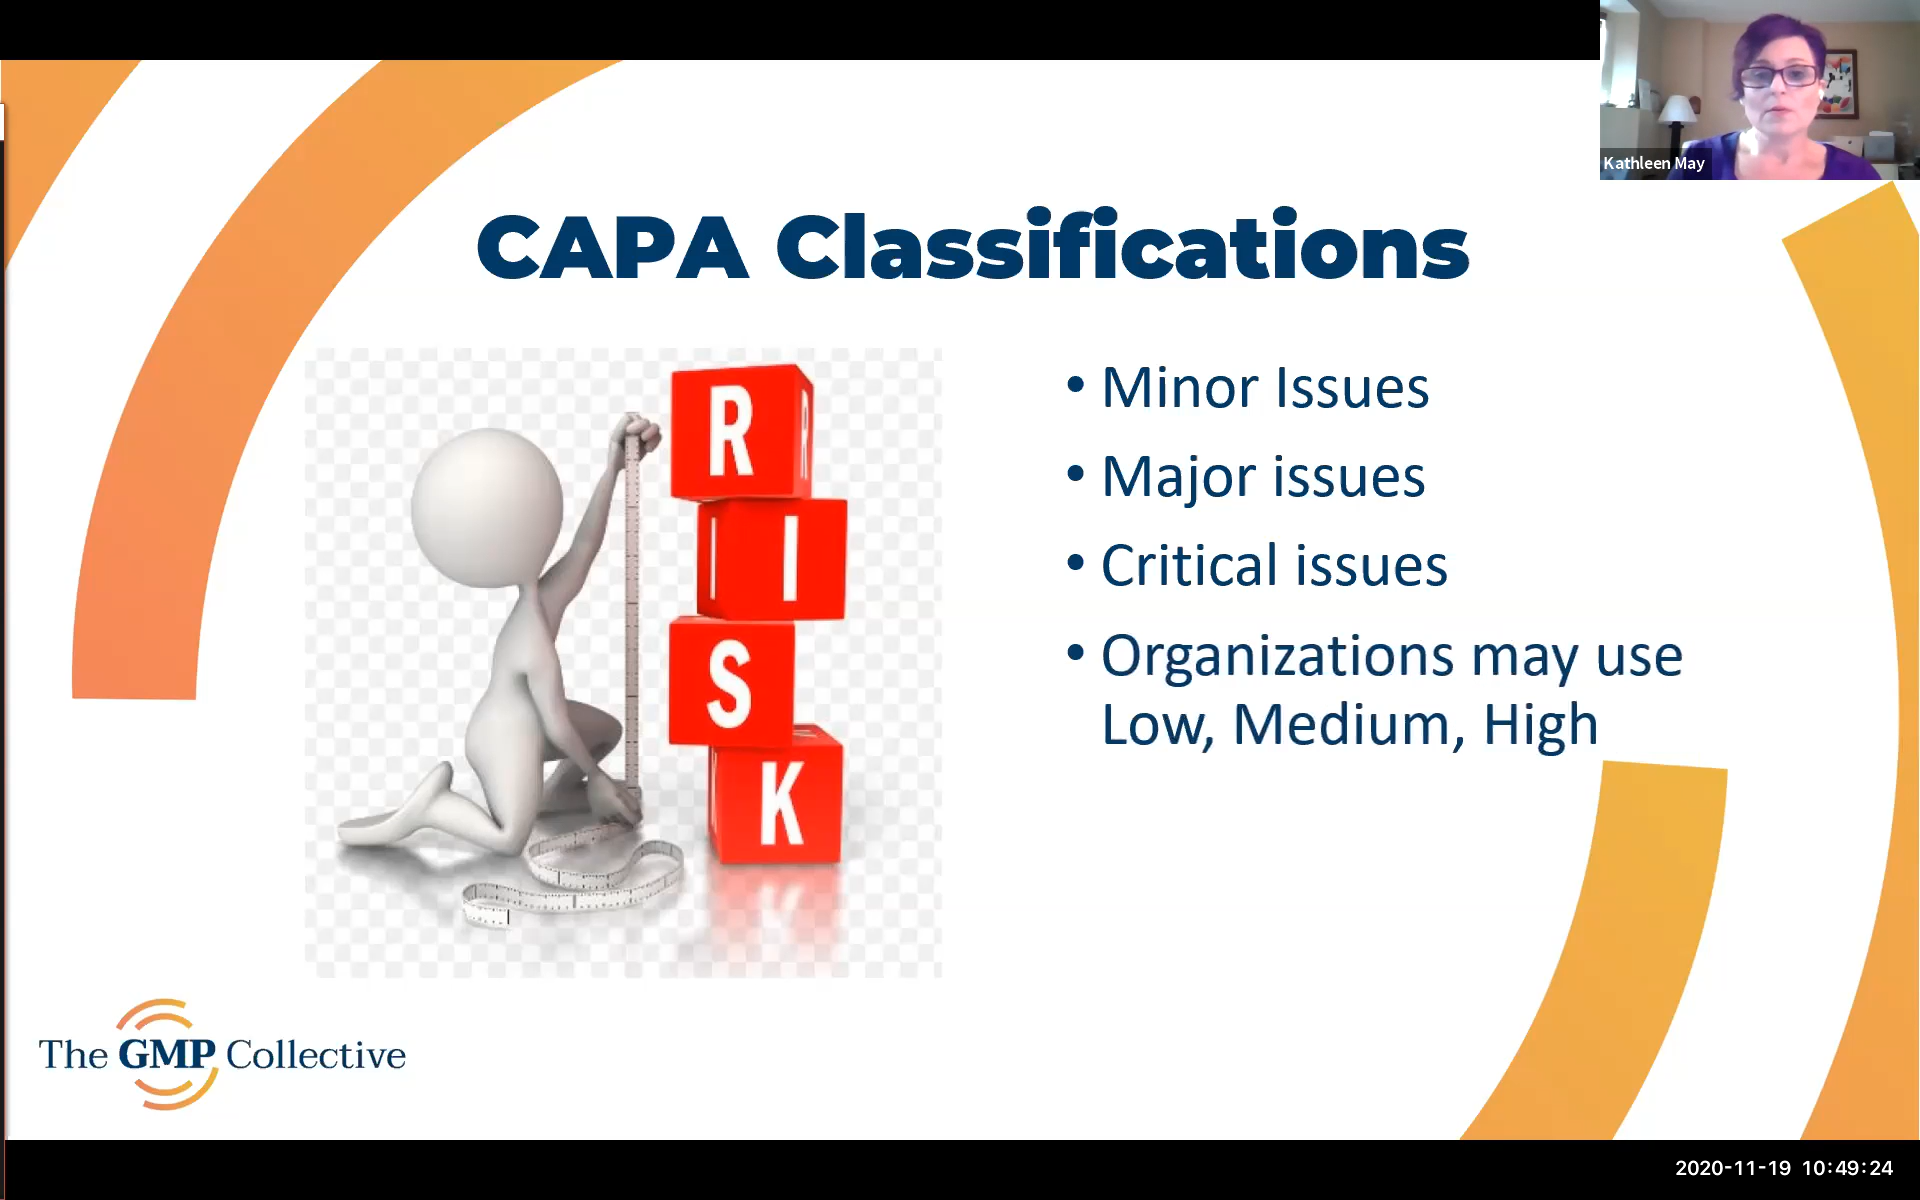 Kathleen May
CAPA Classifications
R R
I I
S
K
• Minor Issues
• Major issues
• Critical issues
• Organizations may use
Low, Medium, High
The GMP Collective
2020-11-19 10:49:24